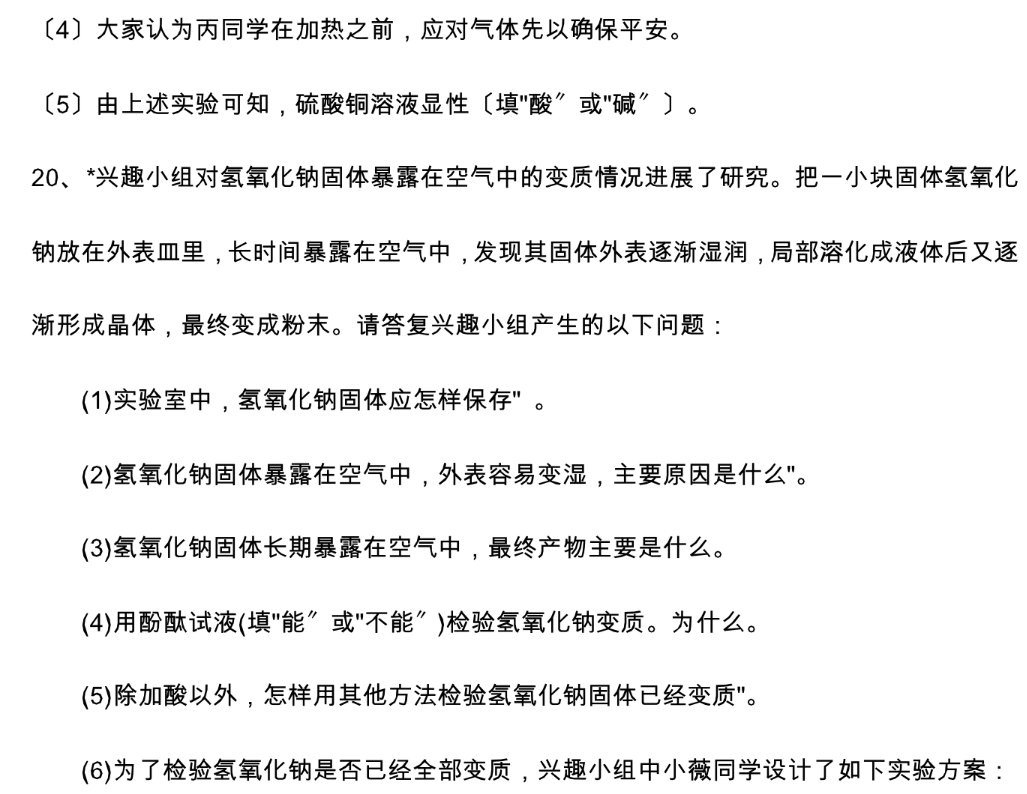 〔4〕大家认为丙同学在加热之前，应对气体先以确保平安。
〔5〕由上述实验可知，硫酸铜溶液显性〔填"酸〞或"碱〞〕。
20、*兴趣小组对氢氧化钠固体暴露在空气中的变质情况进展了研究。把一小块固体氢氧化
钠放在外表皿里，长时间暴露在空气中，发现其固体外表逐渐湿润，局部溶化成液体后又逐
渐形成晶体，最终变成粉末。请答复兴趣小组产生的以下问题：
(1)实验室中，氢氧化钠固体应怎样保存" 。
(2)氢氧化钠固体暴露在空气中，外表容易变湿，主要原因是什么"。
(3)氢氧化钠固体长期暴露在空气中，最终产物主要是什么。
(4)用酚酞试液(填"能〞或"不能〞)检验氢氧化钠变质。为什么。
(5)除加酸以外，怎样用其他方法检验氢氧化钠固体已经变质"。
(6)为了检验氢氧化钠是否已经全部变质，兴趣小组中小薇同学设计了如下实验方案：